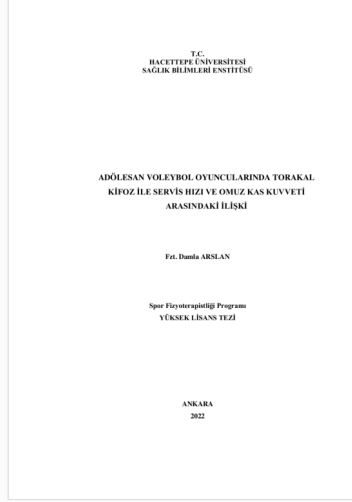 T.C.
HACETTEPE ÜNİVERSİTESİ
SAĞLIK BİLİMLERİ ENSTİTÜSÜ
ADÖLESAN VOLEYBOL OYUNCULARINDA TORAKAL
KİFOZ İLE SERVİS HIZI VE OMUZ KAS KUVVETİ
ARASINDAKİ İLİŞKİ
Fzt. Damla ARSLAN
Spor Fizyoterapistliği Programı
YÜKSEK LİSANS TEZİ
ANKARA
2022